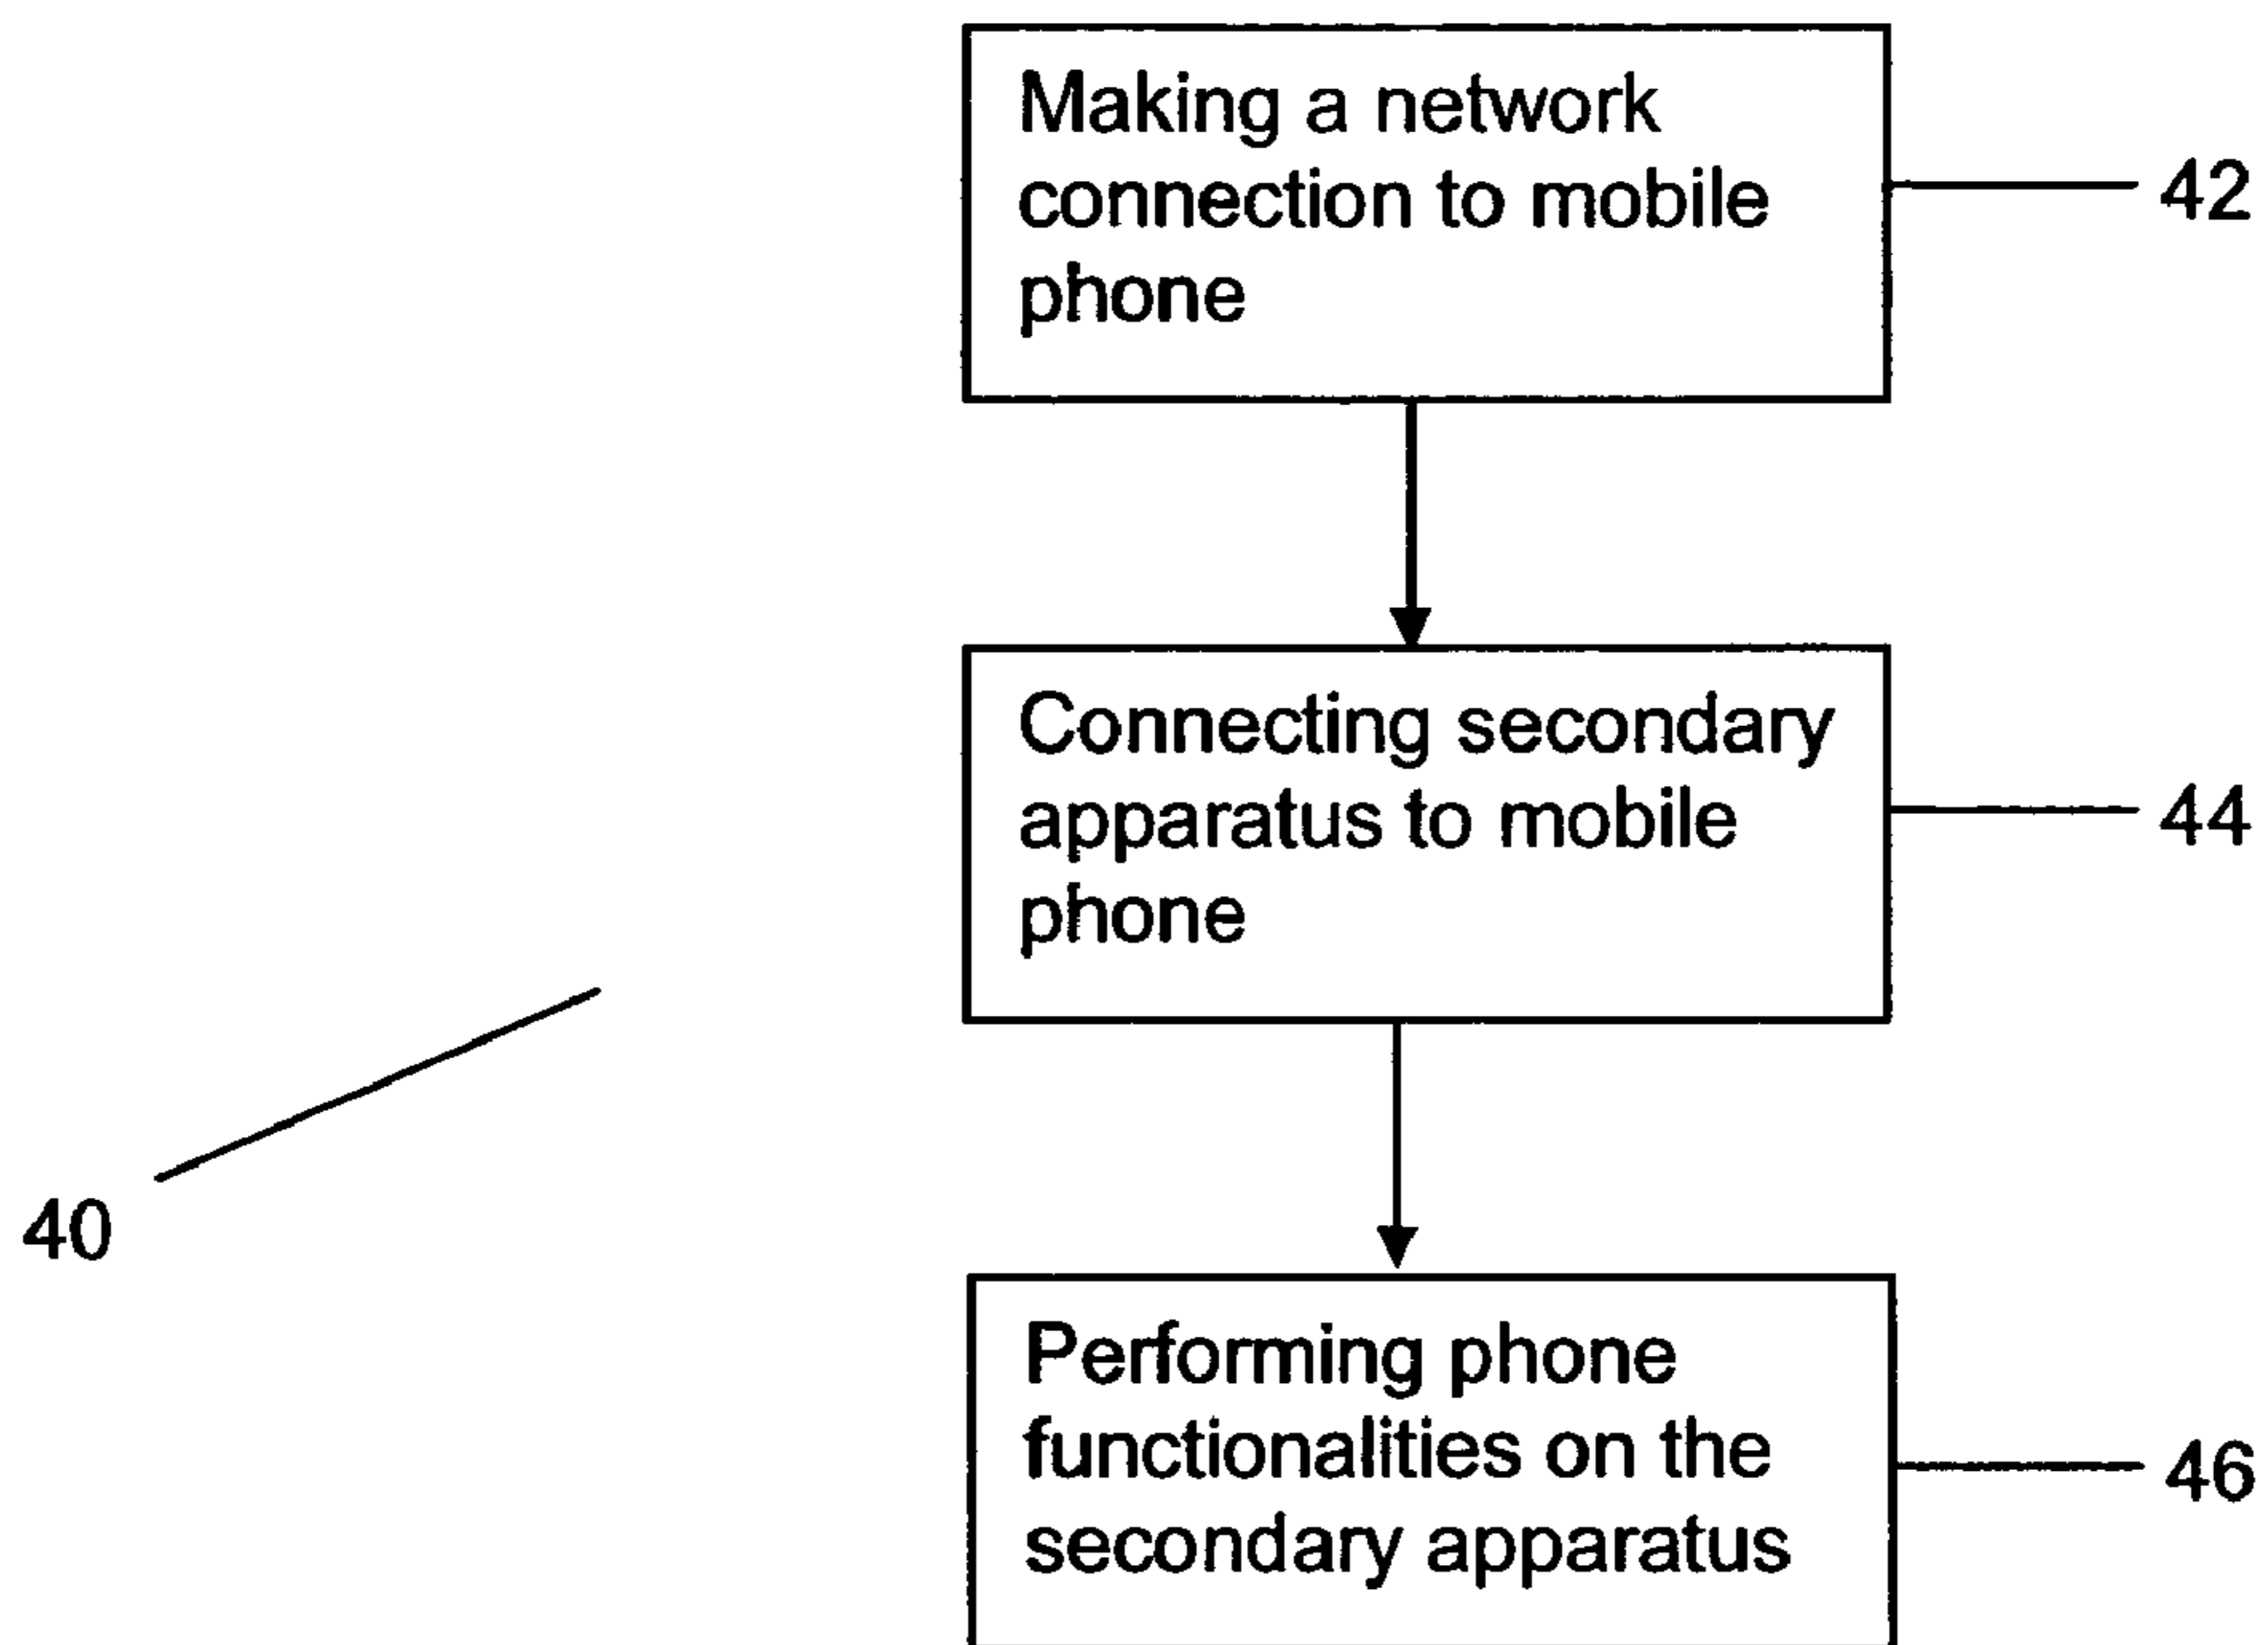 Making a network
connection to mobile
phone
42
Connecting secondary
apparatus to mobile
phone
44
40
Performing phone
functionalities on the
secondary apparatus
46